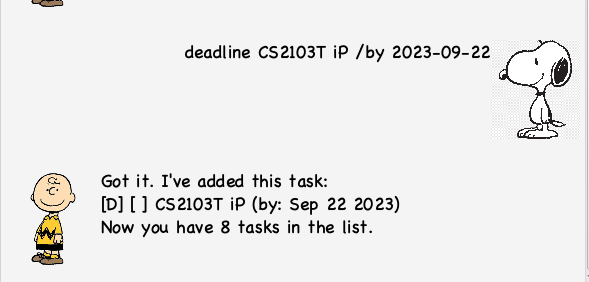 deadline CS2103T iP /by 2023-09-22
Got it. I've added this task:
[D] [ ] CS2103T iP (by: Sep 22 2023)
Now you have 8 tasks in the list.